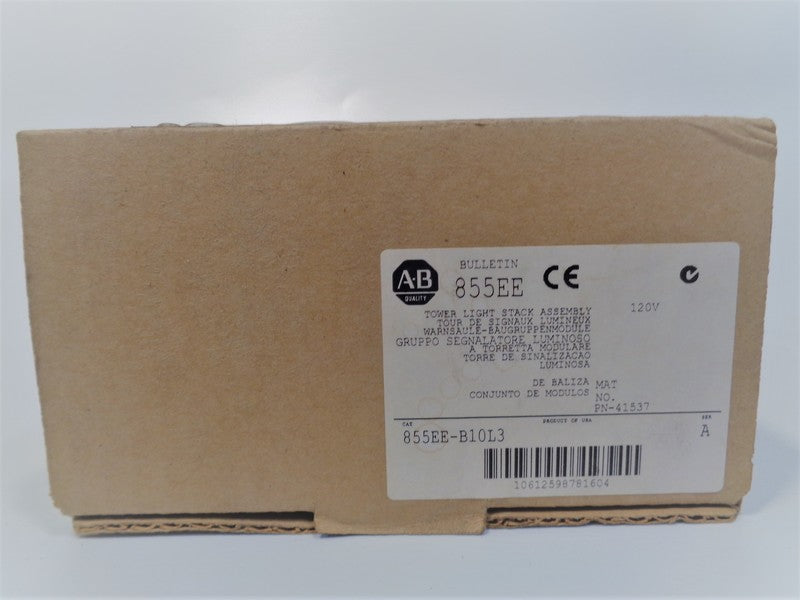 A-B
QUALITY
BULLETIN
855EE
CE
120V
TOWER LIGHT STACK ASSEMBLY
TOUR DE SIGNAUX LUMINEUX
WARNSAULE-BAUGRUPPENMODULE
GRUPPO SEGNALATORE LUMINOSO
A TORRETTA MODULARE
TORRE DE SINALIZACAO
LUMINOSA
DE BALIZA
CONJUNTO DE MODULOS
MAT
NO.
PN-41537
CAT
PRODUCT OF USA
SER
855EE-B10L3
A
10612598781604